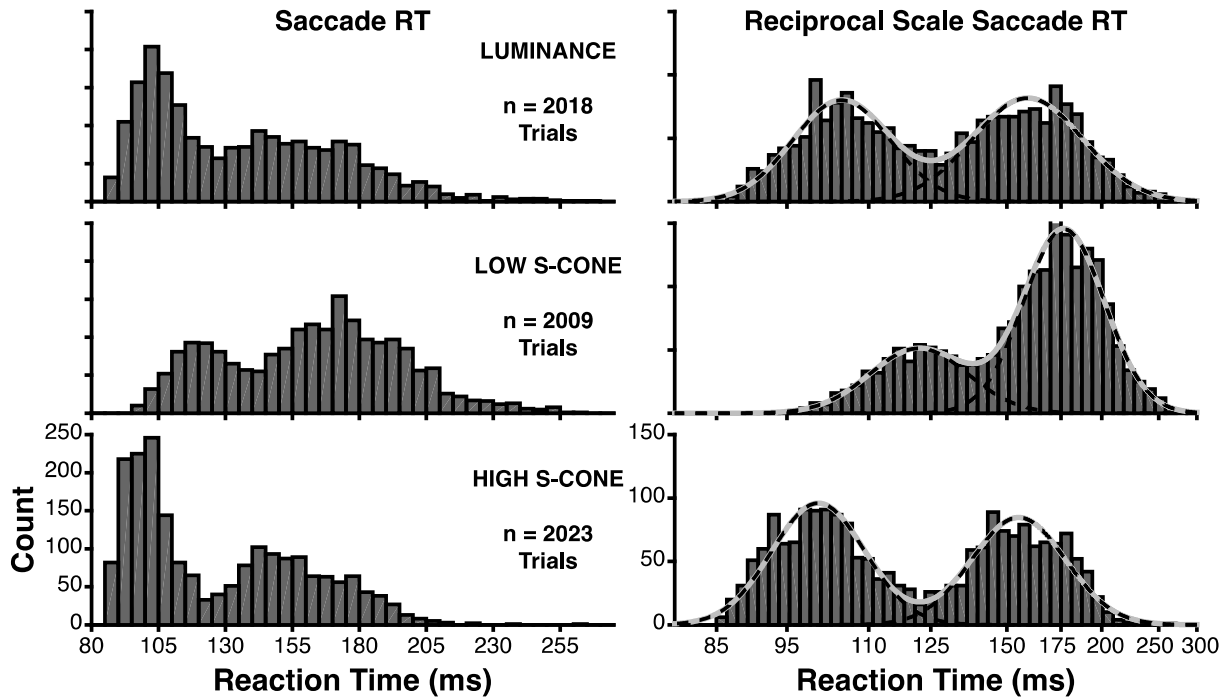 Saccade RT
Reciprocal Scale Saccade RT
LUMINANCE
n = 2018
Trials
LOW S-CONE
n = 2009
Trials
HIGH S-CONE
n = 2023
Trials
Count
250
200
150
100
50
0
150
100
50
0
80 105 130 155 180 205 230 255
85 95 110 125 150 175 200 250 300
Reaction Time (ms)
Reaction Time (ms)